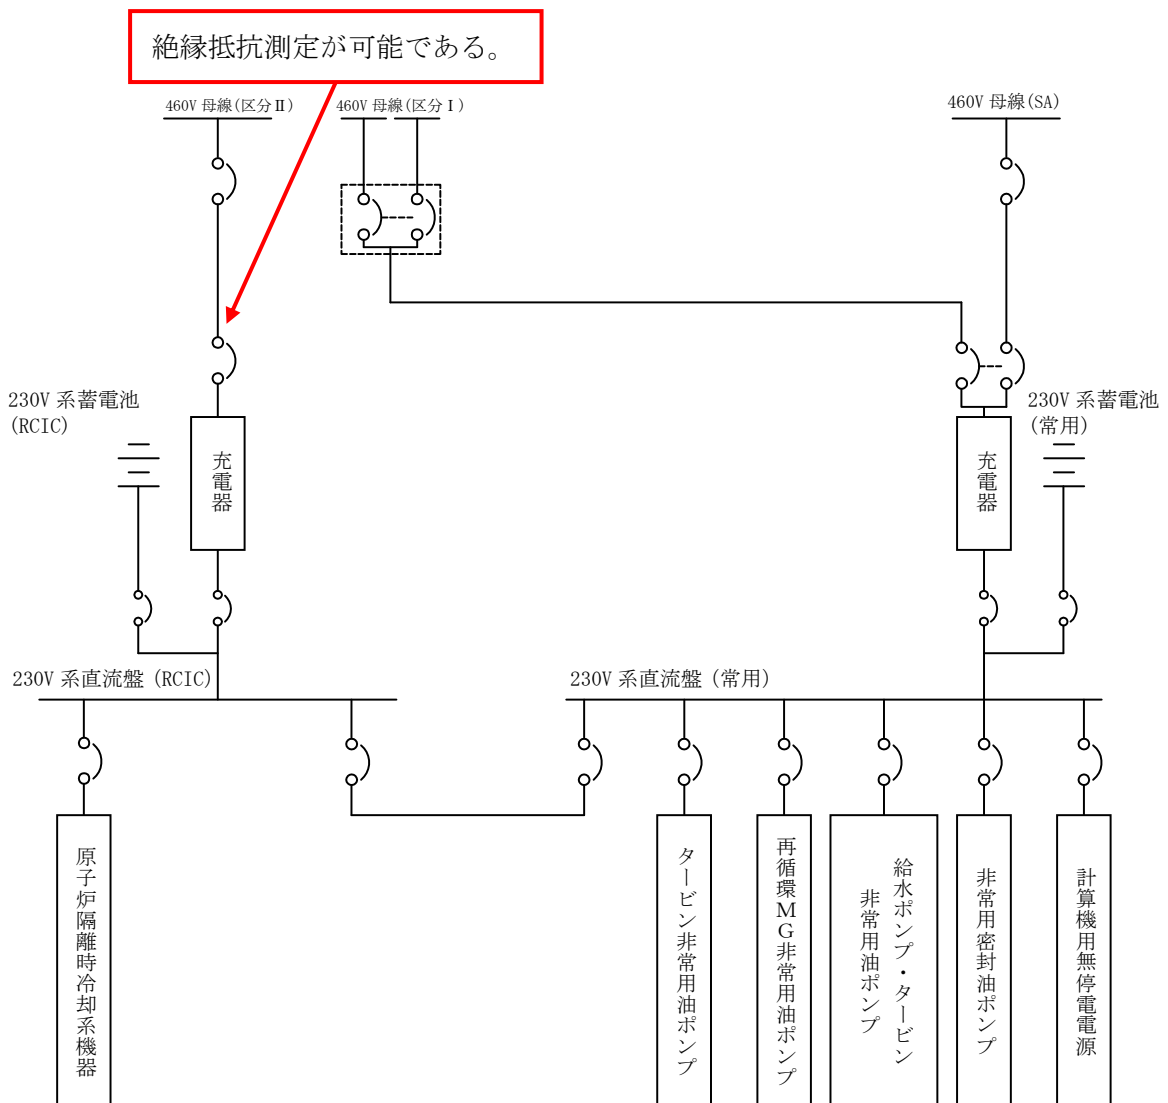 絶縁抵抗測定が可能である。
460V 母線(区分Ⅱ)
460V 母線(区分Ⅰ)
460V 母線(SA)
230V 系蓄電池
(RCIC)
230V 系蓄電池
(常用)
充電器
充電器
230V 系直流盤 (RCIC)
230V 系直流盤 (常用)
原子炉隔離時冷却系機器
タービン非常用油ポンプ
再循環MG非常用油ポンプ
給水ポンプ・タービン
非常用油ポンプ
非常用密封油ポンプ
計算機用無停電電源